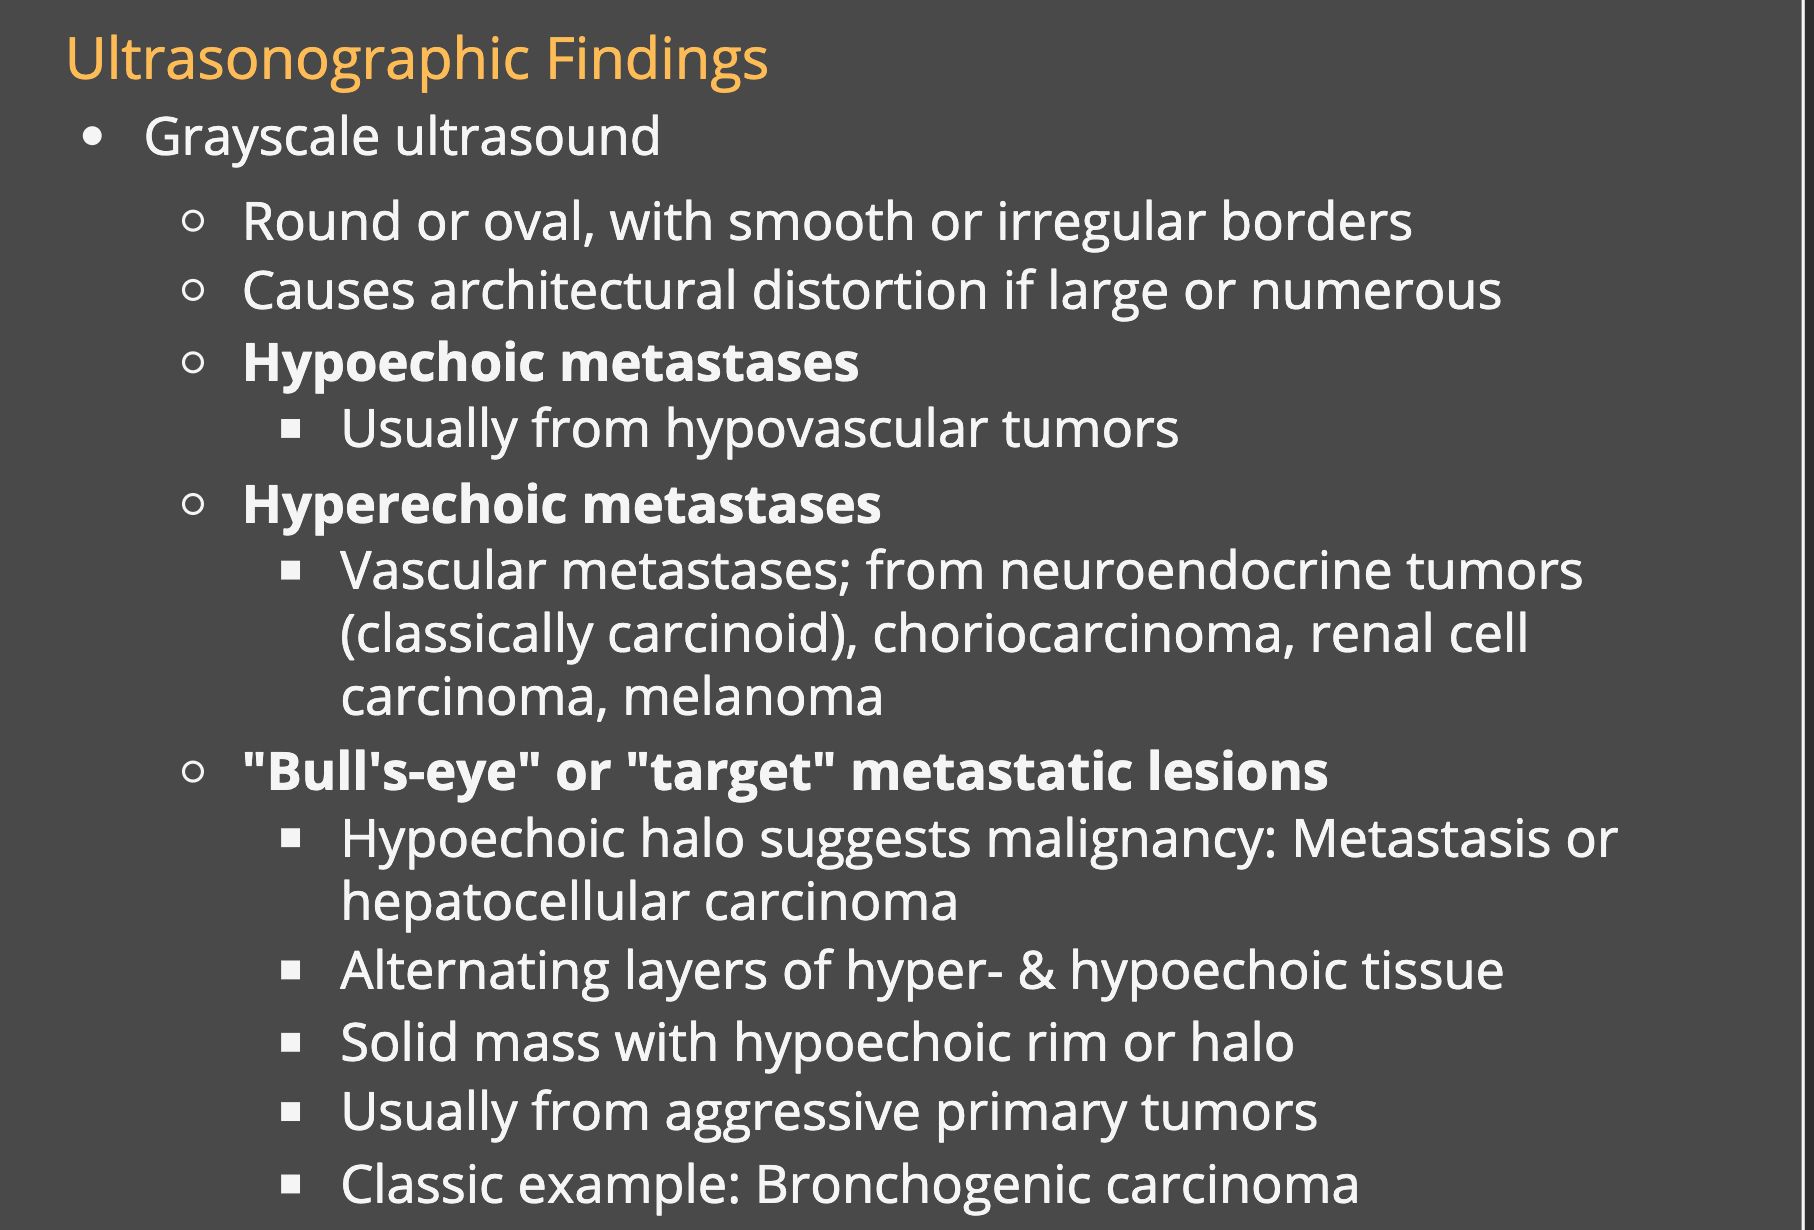 Ultrasonographic Findings
• Grayscale ultrasound
○ Round or oval, with smooth or irregular borders
○ Causes architectural distortion if large or numerous
○ Hypoechoic metastases
▪ Usually from hypovascular tumors
○ Hyperechoic metastases
▪ Vascular metastases; from neuroendocrine tumors
(classically carcinoid), choriocarcinoma, renal cell
carcinoma, melanoma
○ "Bull's-eye" or "target" metastatic lesions
▪ Hypoechoic halo suggests malignancy: Metastasis or
hepatocellular carcinoma
▪ Alternating layers of hyper- & hypoechoic tissue
▪ Solid mass with hypoechoic rim or halo
▪ Usually from aggressive primary tumors
▪ Classic example: Bronchogenic carcinoma